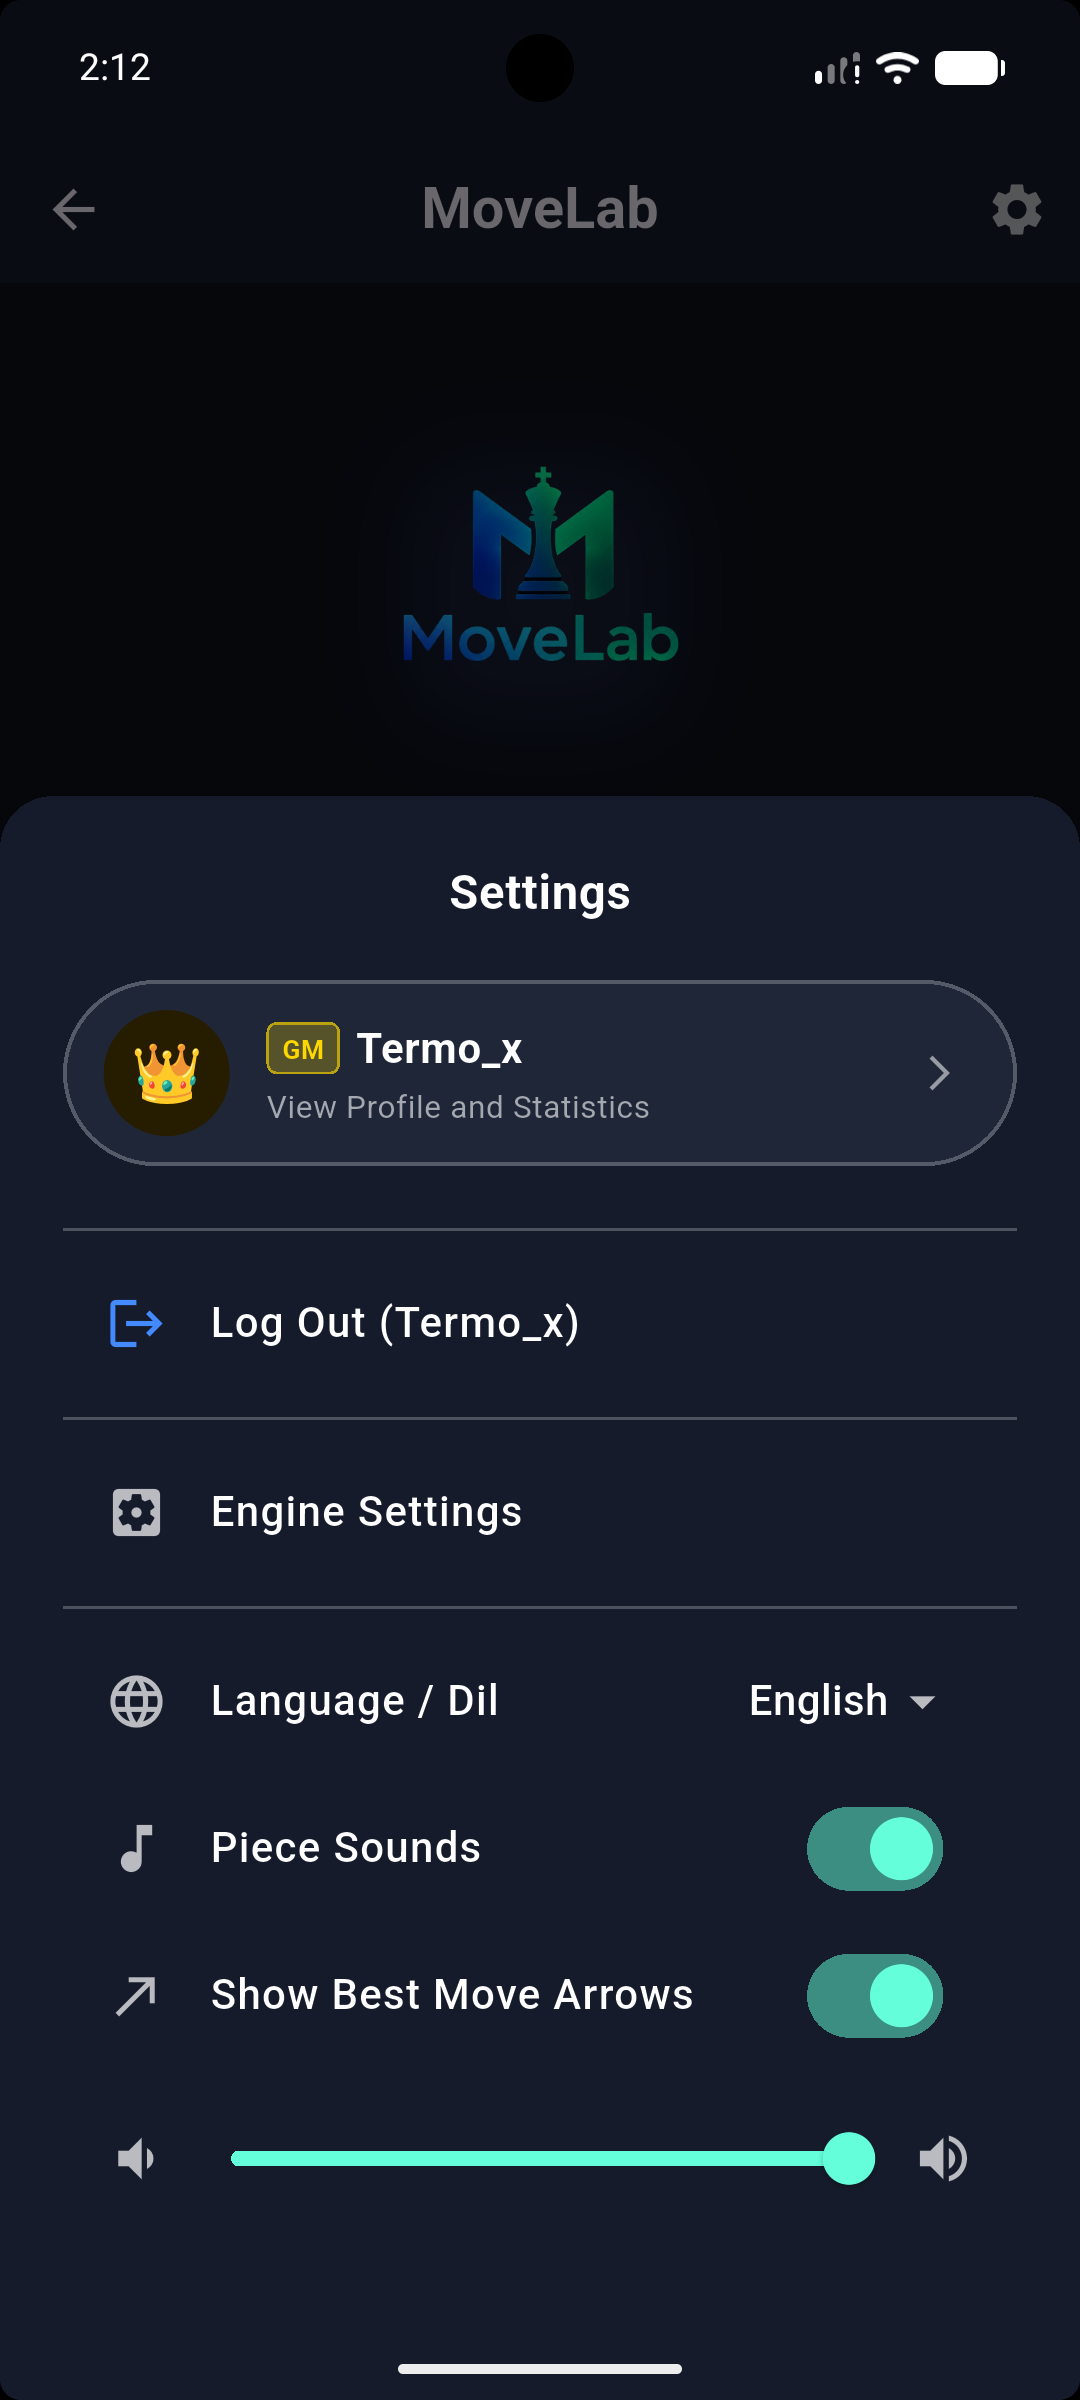 2:12
MoveLab
MoveLab
Settings
GM Termo_x
View Profile and Statistics
Log Out (Termo_x)
Engine Settings
Language / Dil English
Piece Sounds
Show Best Move Arrows